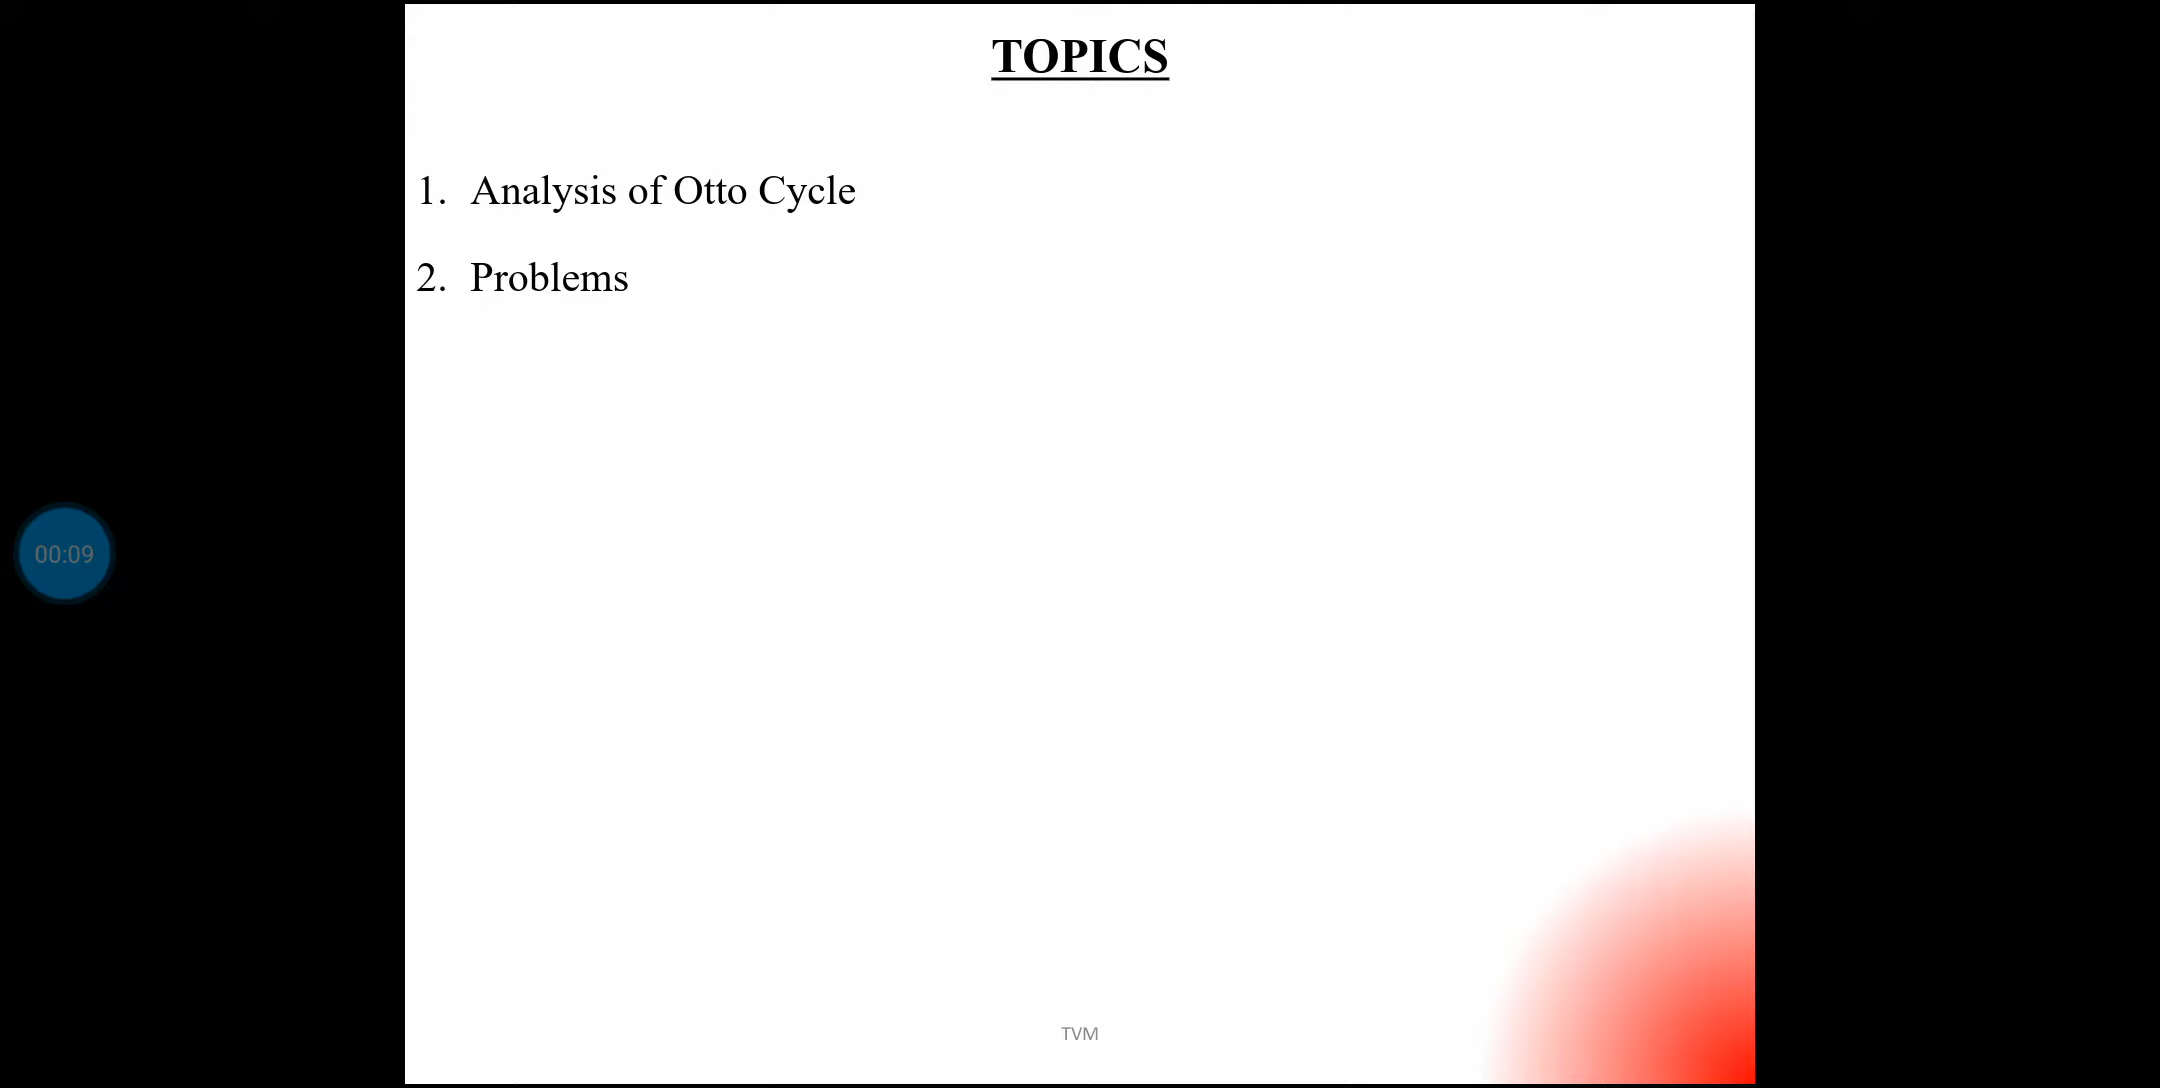 TOPICS
1. Analysis of Otto Cycle
2. Problems
00:09
TVM